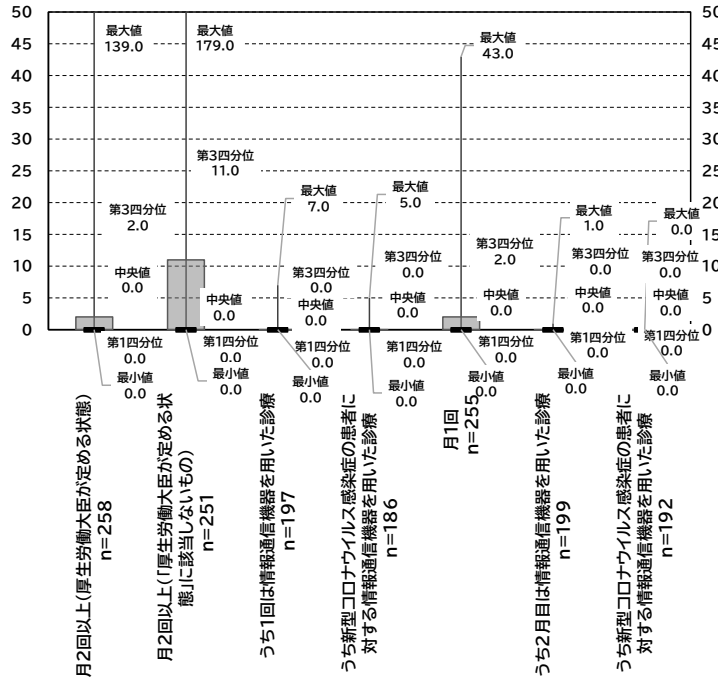 50
45
40
35
30
25
20
15
10
5
0
50
45
40
35
30
25
20
15
10
5
0
最大値
139.0
第3四分位
2.0
中央値
0.0
第1四分位
0.0
最小値
0.0
最大値
179.0
第3四分位
11.0
中央値
0.0
第1四分位
0.0
最小値
0.0
最大値
7.0
第3四分位
0.0
中央値
0.0
第1四分位
0.0
最小値
0.0
最大値
5.0
第3四分位
0.0
中央値
0.0
第1四分位
0.0
最小値
0.0
最大値
43.0
第3四分位
2.0
中央値
0.0
第1四分位
0.0
最小値
0.0
最大値
1.0
第3四分位
0.0
中央値
0.0
第1四分位
0.0
最小値
0.0
最大値
0.0
第3四分位
0.0
中央値
0.0
第1四分位
0.0
最小値
0.0
月2回以上(厚生労働大臣が定める状態)
n=258
月2回以上(「厚生労働大臣が定める状
態」に該当しないもの)
n=251
うち1回は情報通信機器を用いた診療
n=197
うち新型コロナウイルス感染症の患者に
対する情報通信機器を用いた診療
n=186
月1回
n=255
うち2月目は情報通信機器を用いた診療
n=199
うち新型コロナウイルス感染症の患者に
対する情報通信機器を用いた診療
n=192